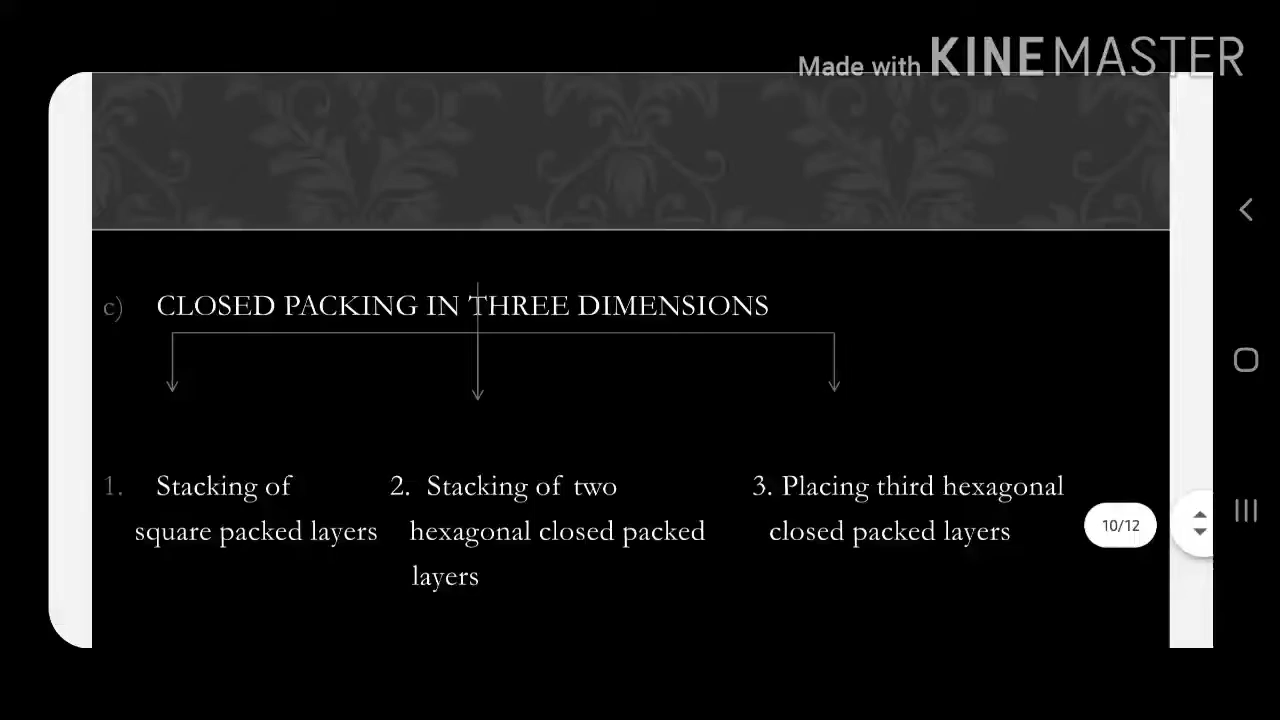 Made with KINEMASTER
c) CLOSED PACKING IN THREE DIMENSIONS
1. Stacking of
square packed layers
2. Stacking of two
hexagonal closed packed
layers
3. Placing third hexagonal
closed packed layers
10/12